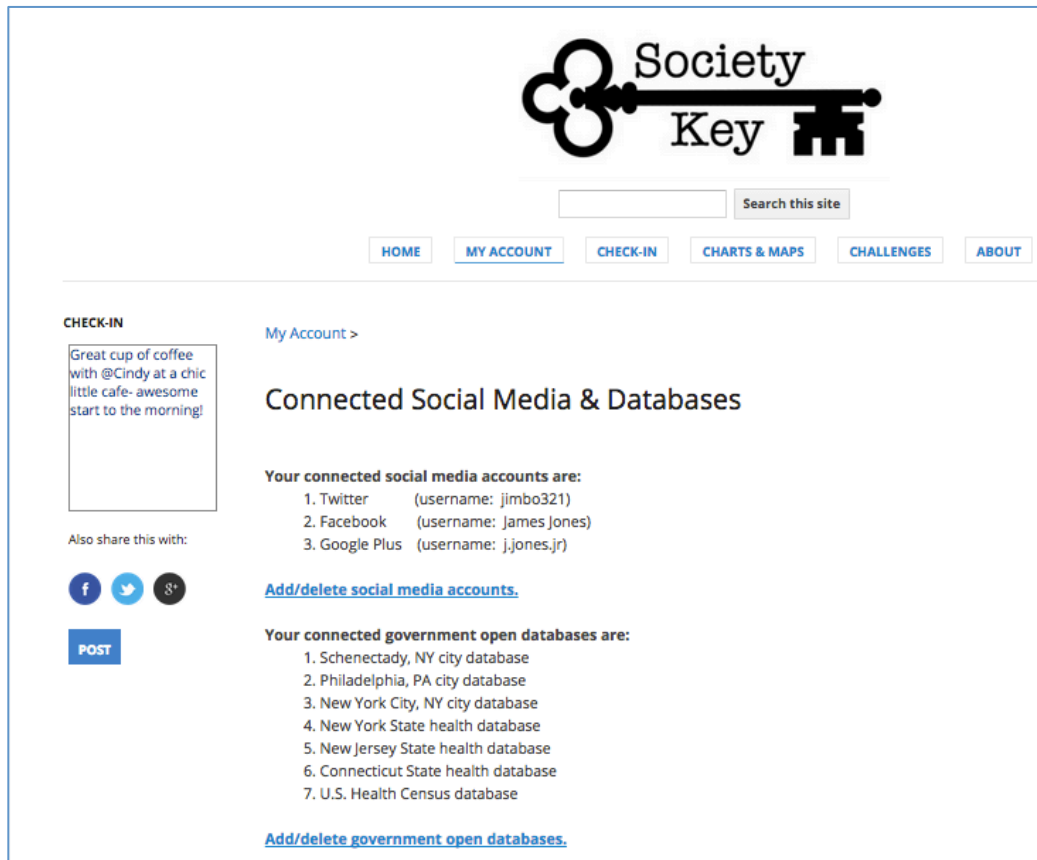 Society
Key
Search this site
HOME MY ACCOUNT CHECK-IN CHARTS & MAPS CHALLENGES ABOUT
CHECK-IN
Great cup of coffee
with @Cindy at a chic
little cafe- awesome
start to the morning!
Also share this with:
f g+
POST
My Account >
Connected Social Media & Databases
Your connected social media accounts are:
1. Twitter (username: jimbo321)
2. Facebook (username: James Jones)
3. Google Plus (username: j.jones.jr)
Add/delete social media accounts.
Your connected government open databases are:
1. Schenectady, NY city database
2. Philadelphia, PA city database
3. New York City, NY city database
4. New York State health database
5. New Jersey State health database
6. Connecticut State health database
7. U.S. Health Census database
Add/delete government open databases.